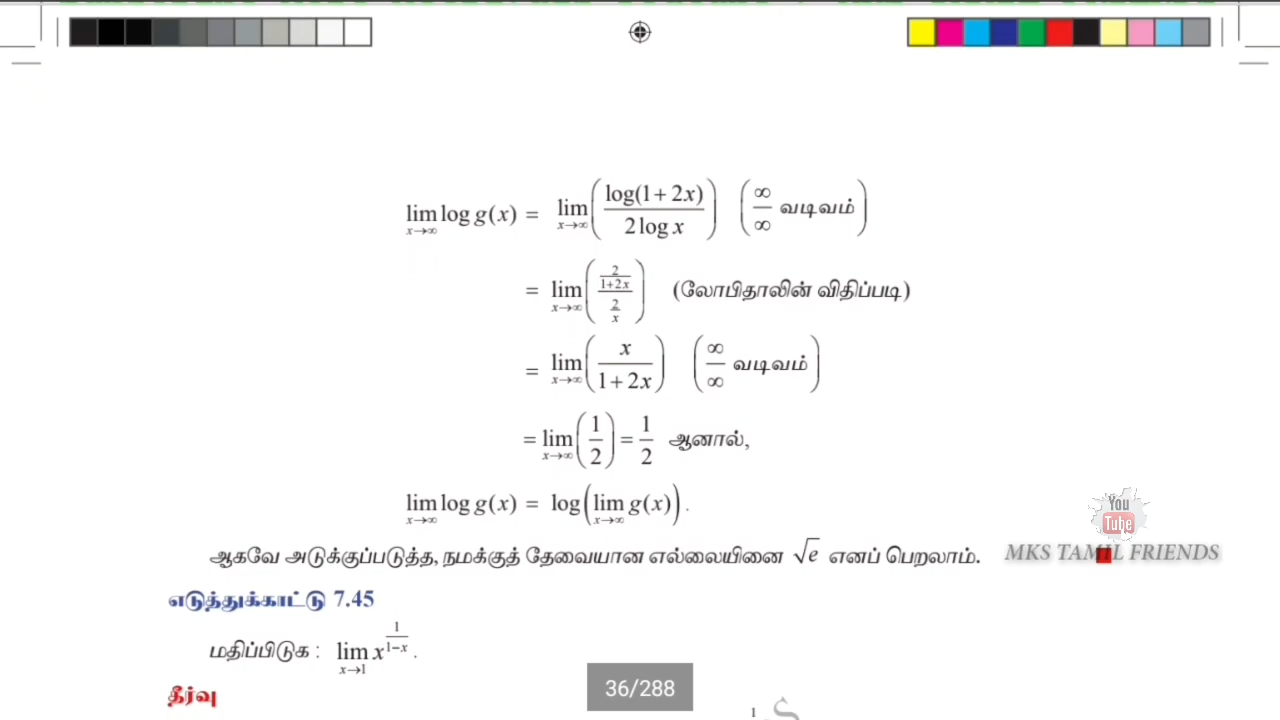 lim x→∞ log g(x) = lim x→∞ (log(1+2x) / 2 log x) (∞/∞ வடிவம்)
= lim x→∞ ((2/(1+2x)) / (2/x)) (லோபிதாலின் விதிப்படி)
= lim x→∞ (x / (1+2x)) (∞/∞ வடிவம்)
= lim x→∞ (1/2) = 1/2 ஆனால்,
lim x→∞ log g(x) = log(lim x→∞ g(x)).
You
Tube
ஆகவே அடுக்குப்படுத்த, நமக்குத் தேவையான எல்லையினை √e எனப் பெறலாம்.
MKS TAMIL FRIENDS
எடுத்துக்காட்டு 7.45
மதிப்பிடுக : lim x→1 x^(1/(1−x)).
தீர்வு
36/288